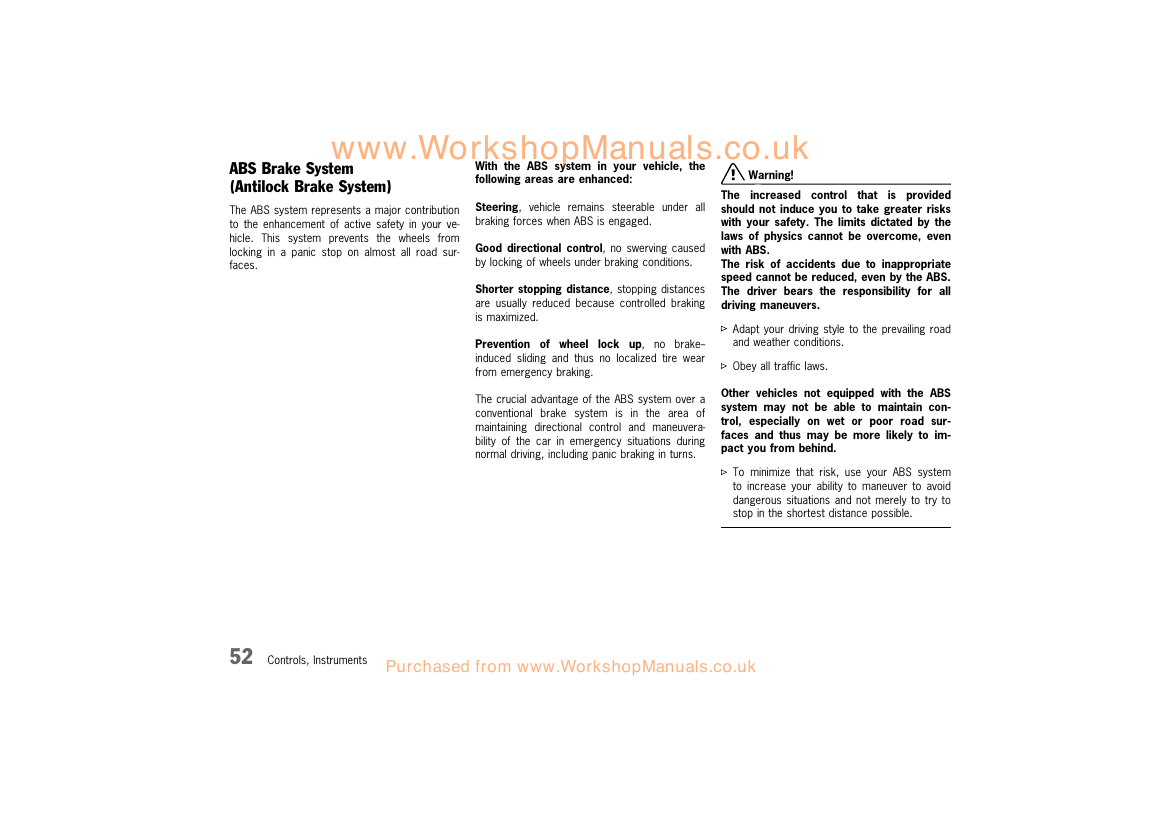 www.WorkshopManuals.co.uk
ABS Brake System
(Antilock Brake System)
The ABS system represents a major contribution
to the enhancement of active safety in your ve-
hicle. This system prevents the wheels from
locking in a panic stop on almost all road sur-
faces.
With the ABS system in your vehicle, the
following areas are enhanced:
Steering, vehicle remains steerable under all
braking forces when ABS is engaged.
Good directional control, no swerving caused
by locking of wheels under braking conditions.
Shorter stopping distance, stopping distances
are usually reduced because controlled braking
is maximized.
Prevention of wheel lock up, no brake–
induced sliding and thus no localized tire wear
from emergency braking.
The crucial advantage of the ABS system over a
conventional brake system is in the area of
maintaining directional control and maneuvera-
bility of the car in emergency situations during
normal driving, including panic braking in turns.
Warning!
The increased control that is provided
should not induce you to take greater risks
with your safety. The limits dictated by the
laws of physics cannot be overcome, even
with ABS.
The risk of accidents due to inappropriate
speed cannot be reduced, even by the ABS.
The driver bears the responsibility for all
driving maneuvers.
▷ Adapt your driving style to the prevailing road
and weather conditions.
▷ Obey all traffic laws.
Other vehicles not equipped with the ABS
system may not be able to maintain con-
trol, especially on wet or poor road sur-
faces and thus may be more likely to im-
pact you from behind.
▷ To minimize that risk, use your ABS system
to increase your ability to maneuver to avoid
dangerous situations and not merely to try to
stop in the shortest distance possible.
52 Controls, Instruments
Purchased from www.WorkshopManuals.co.uk